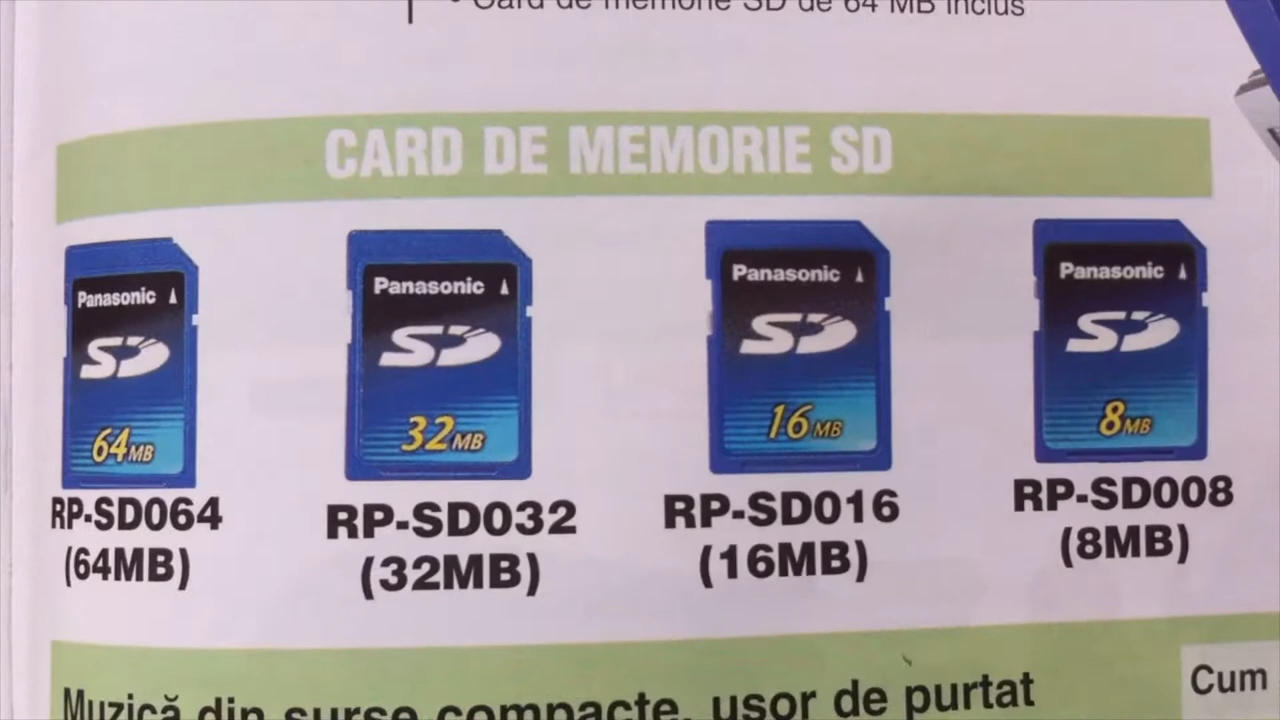 • Card de memorie SD de 64 MB inclus
CARD DE MEMORIE SD
Panasonic
SD
64MB
RP-SD064
(64MB)
Panasonic
SD
32MB
RP-SD032
(32MB)
Panasonic
SD
16MB
RP-SD016
(16MB)
Panasonic
SD
8MB
RP-SD008
(8MB)
Muzică din surse compacte, ușor de purtat
Cum